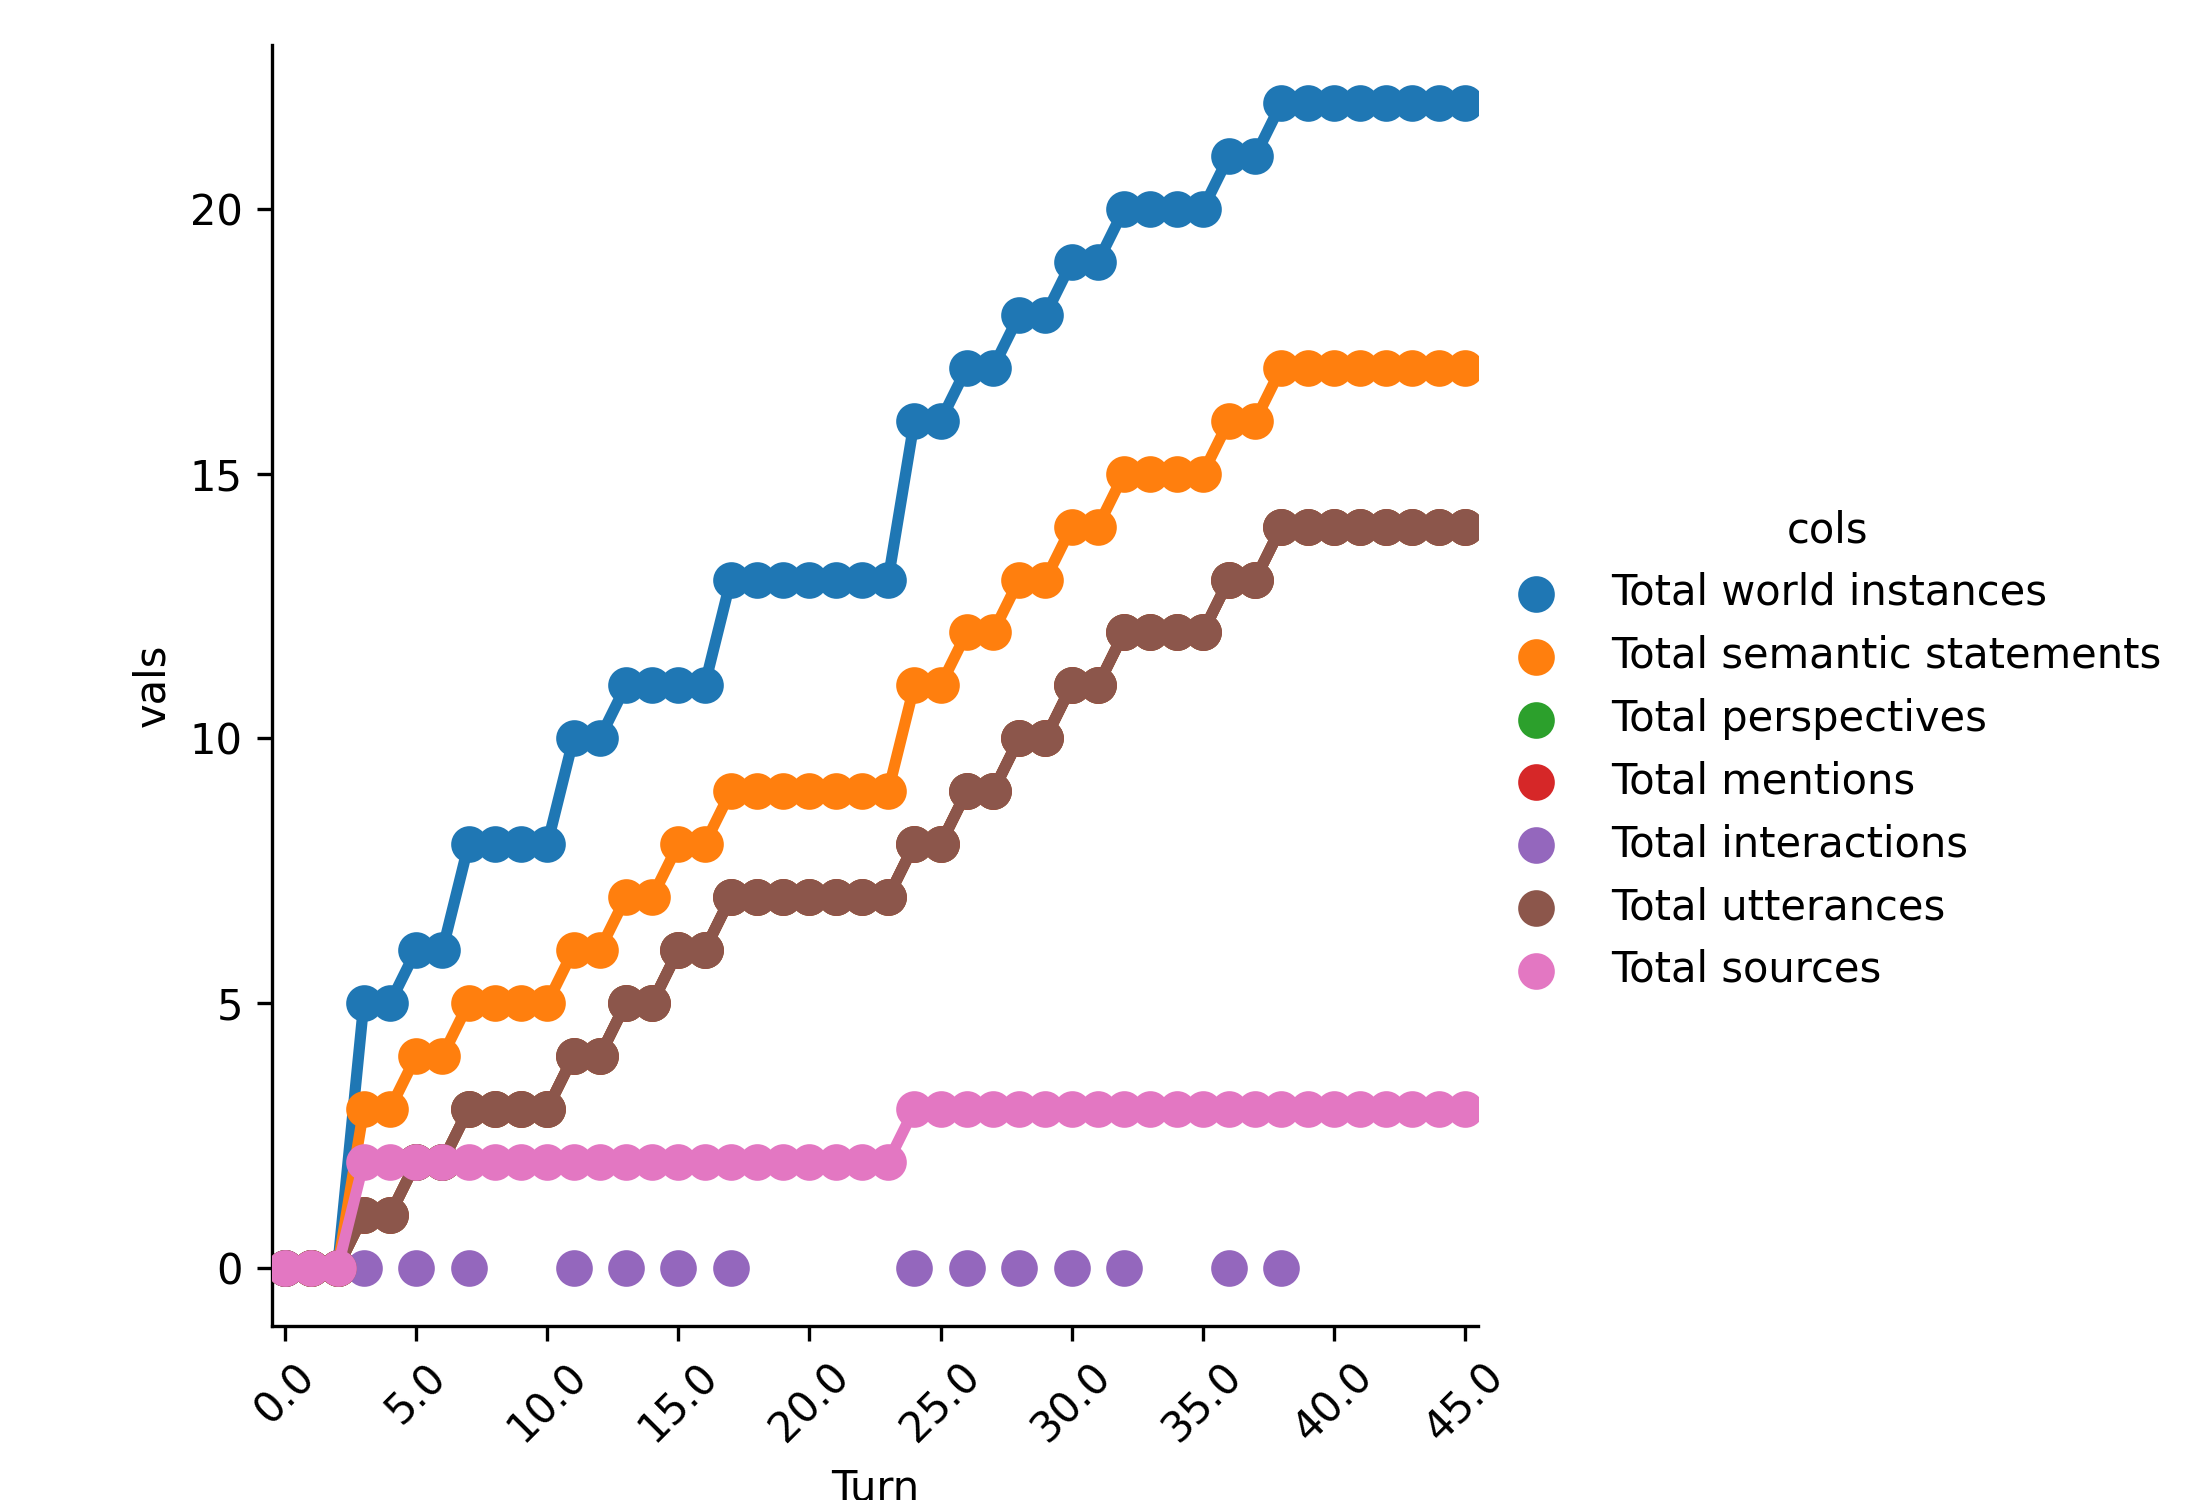 20
15
10
5
0
vals
0.0
5.0
10.0
15.0
20.0
25.0
30.0
35.0
40.0
45.0
Turn
cols
Total world instances
Total semantic statements
Total perspectives
Total mentions
Total interactions
Total utterances
Total sources